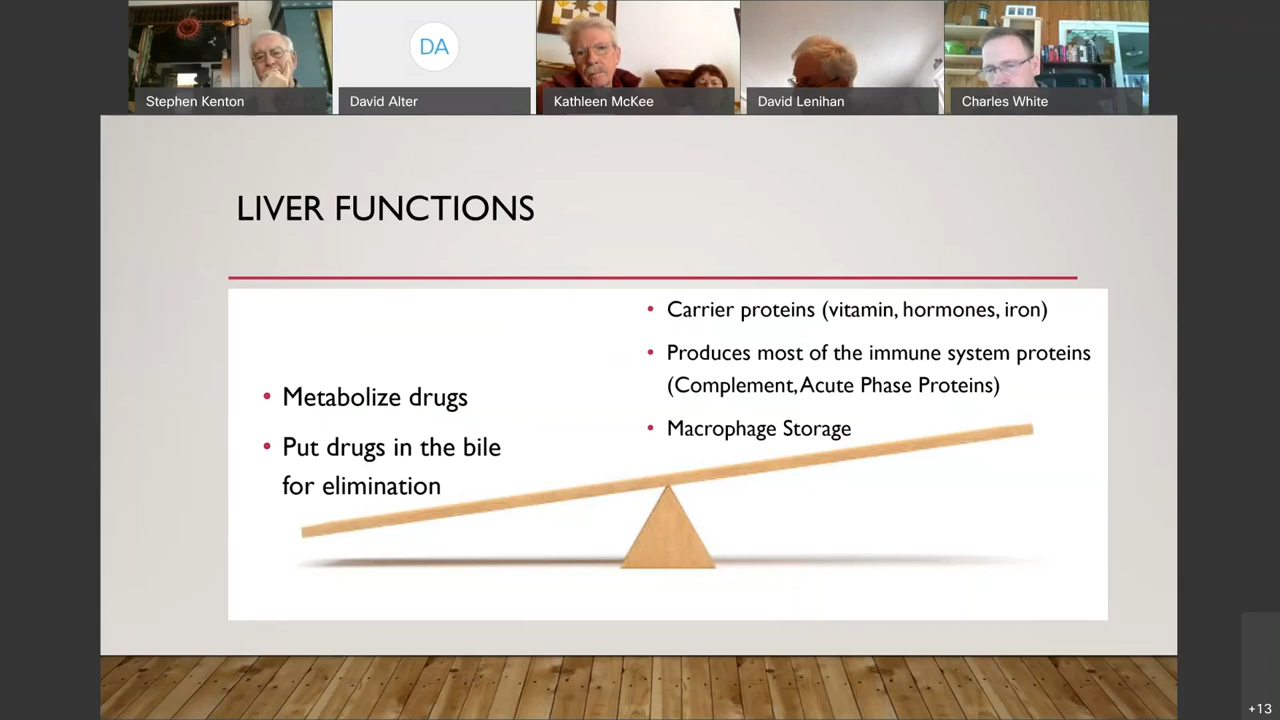 DA
Stephen Kenton
David Alter
Kathleen McKee
David Lenihan
Charles White
LIVER FUNCTIONS
• Metabolize drugs
• Put drugs in the bile
for elimination
• Carrier proteins (vitamin, hormones, iron)
• Produces most of the immune system proteins
(Complement, Acute Phase Proteins)
• Macrophage Storage
+13